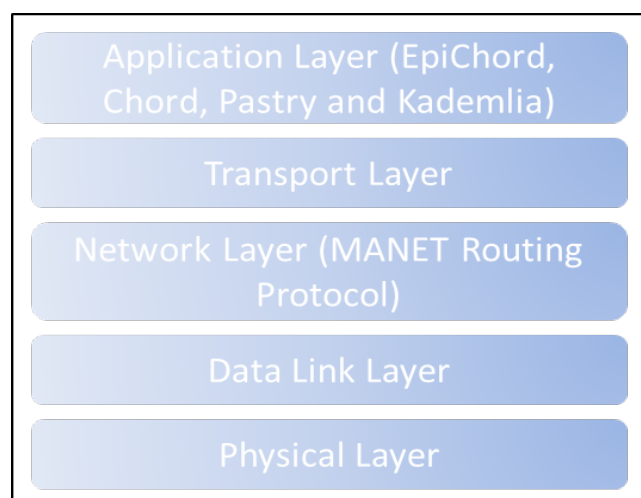 Application Layer (EpiChord,
Chord, Pastry and Kademlia)
Transport Layer
Network Layer (MANET Routing
Protocol)
Data Link Layer
Physical Layer